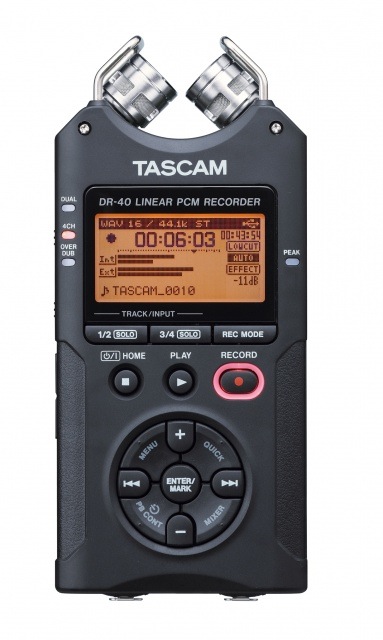 TASCAM
DR-40 LINEAR PCM RECORDER
DUAL
4CH
OVER
DUB
PEAK
WAV 16 / 44.1k ST
00:06:03
00:43:54
LOWCUT
Int
AUTO
Ext
EFFECT
-11dB
TASCAM_0010
TRACK/INPUT
1/2 SOLO
3/4 SOLO
REC MODE
HOME
PLAY
RECORD
MENU
+
QUICK
ENTER/
MARK
PB CONT
−
MIXER